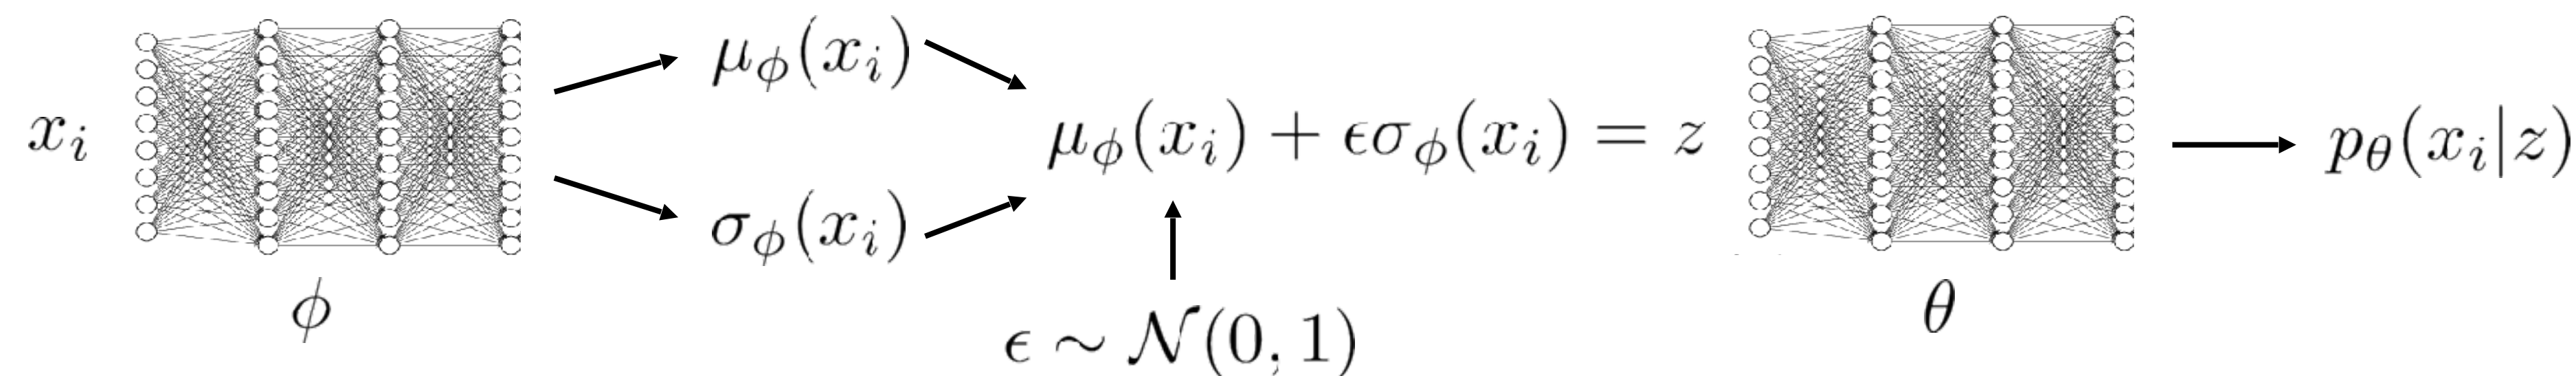 x_i
ϕ
μ_ϕ(x_i)
σ_ϕ(x_i)
μ_ϕ(x_i) + ϵσ_ϕ(x_i) = z
ϵ ∼ 𝒩(0, 1)
θ
p_θ(x_i|z)